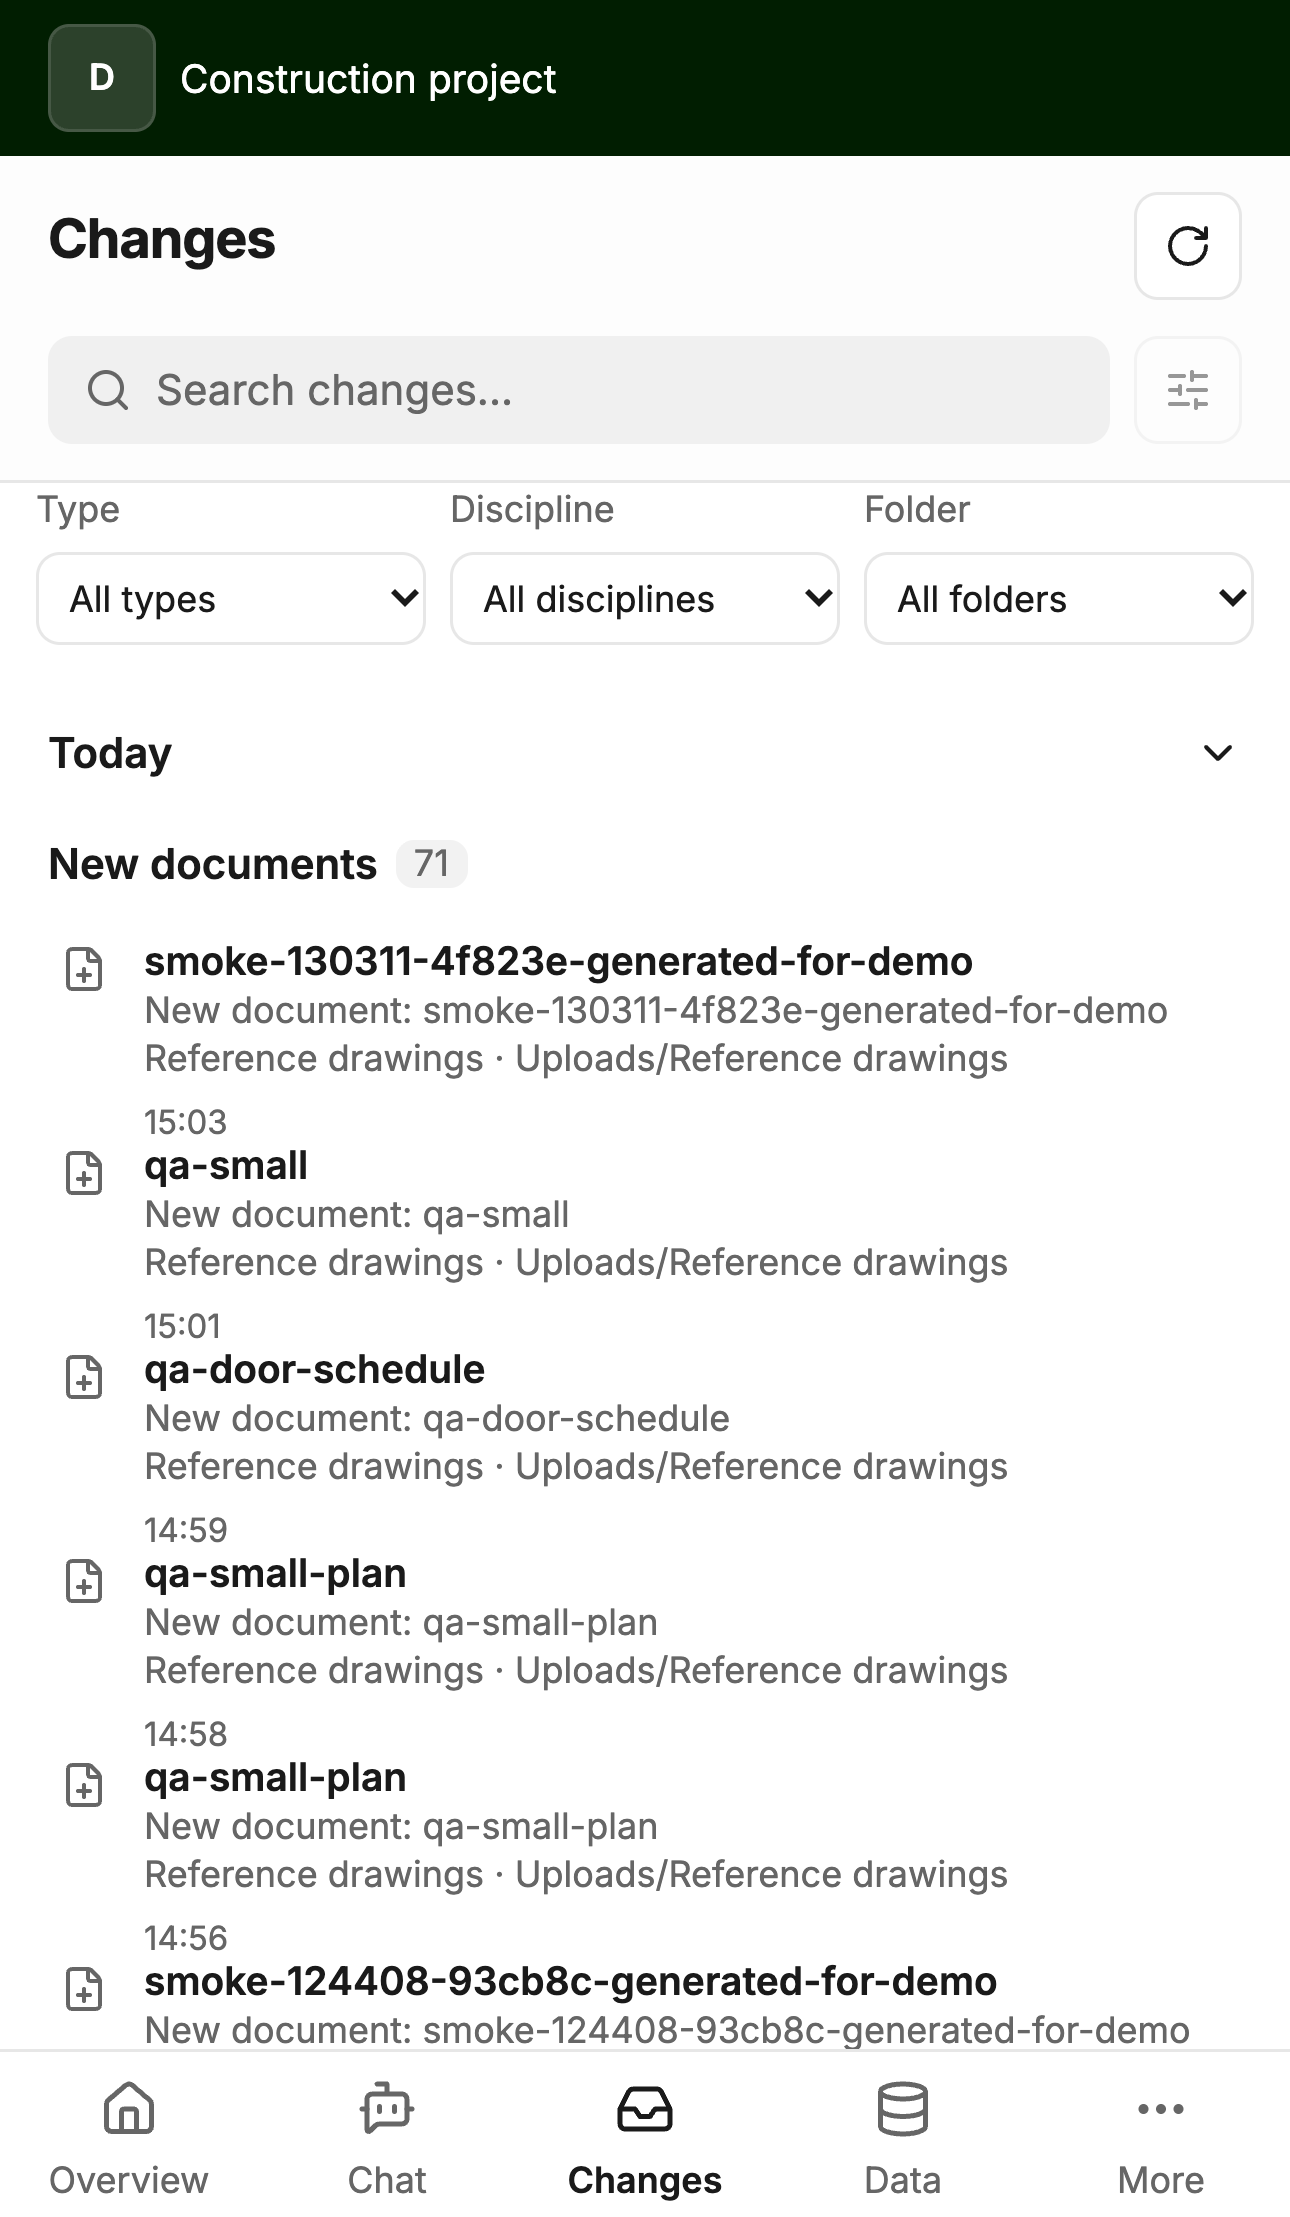 D
Construction project
Changes
Search changes...
Type
Discipline
Folder
All types
All disciplines
All folders
Today
New documents 71
smoke-130311-4f823e-generated-for-demo
New document: smoke-130311-4f823e-generated-for-demo
Reference drawings · Uploads/Reference drawings
15:03
qa-small
New document: qa-small
Reference drawings · Uploads/Reference drawings
15:01
qa-door-schedule
New document: qa-door-schedule
Reference drawings · Uploads/Reference drawings
14:59
qa-small-plan
New document: qa-small-plan
Reference drawings · Uploads/Reference drawings
14:58
qa-small-plan
New document: qa-small-plan
Reference drawings · Uploads/Reference drawings
14:56
smoke-124408-93cb8c-generated-for-demo
New document: smoke-124408-93cb8c-generated-for-demo
Overview
Chat
Changes
Data
More